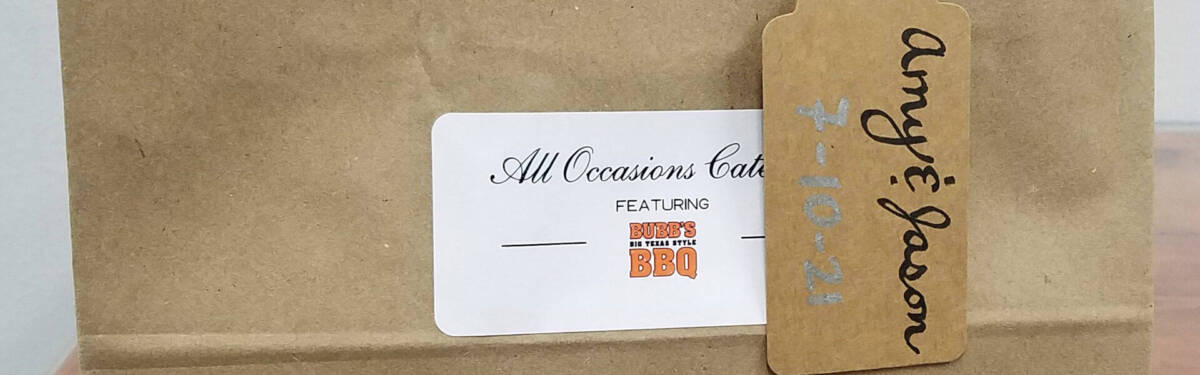 All Occasions Cate
FEATURING
BUBB'S
BIG TEXAS STYLE
BBQ
Amy & Jason
7-10-21